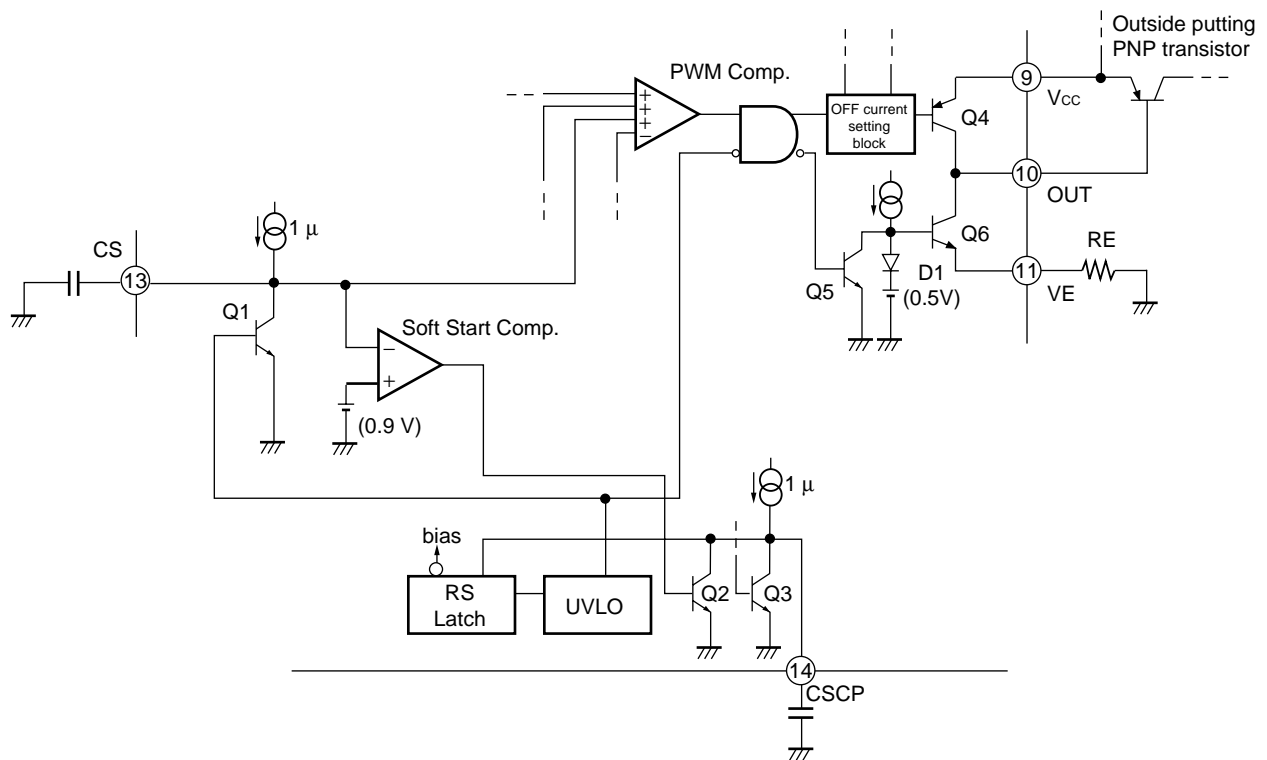 Outside putting
PNP transistor
PWM Comp.
+
+
+
−
OFF current
setting
block
Q4
9
VCC
10
OUT
1 μ
CS
13
Q6
RE
11
VE
Q5
D1
(0.5V)
Q1
Soft Start Comp.
−
+
(0.9 V)
1 μ
bias
RS
Latch
UVLO
Q2
Q3
14
CSCP